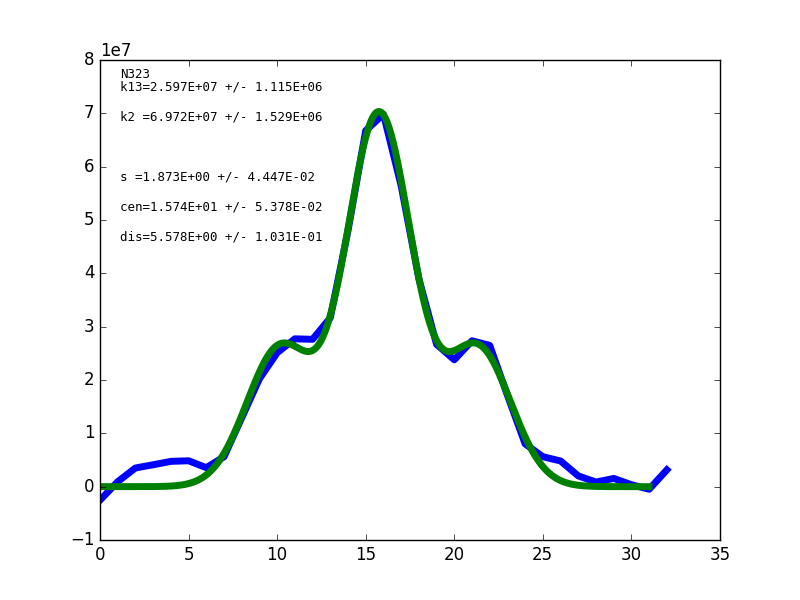 1e7
8
7
6
5
4
3
2
1
0
−1
N323
k13=2.597E+07 +/- 1.115E+06
k2 =6.972E+07 +/- 1.529E+06
s =1.873E+00 +/- 4.447E-02
cen=1.574E+01 +/- 5.378E-02
dis=5.578E+00 +/- 1.031E-01
0 5 10 15 20 25 30 35